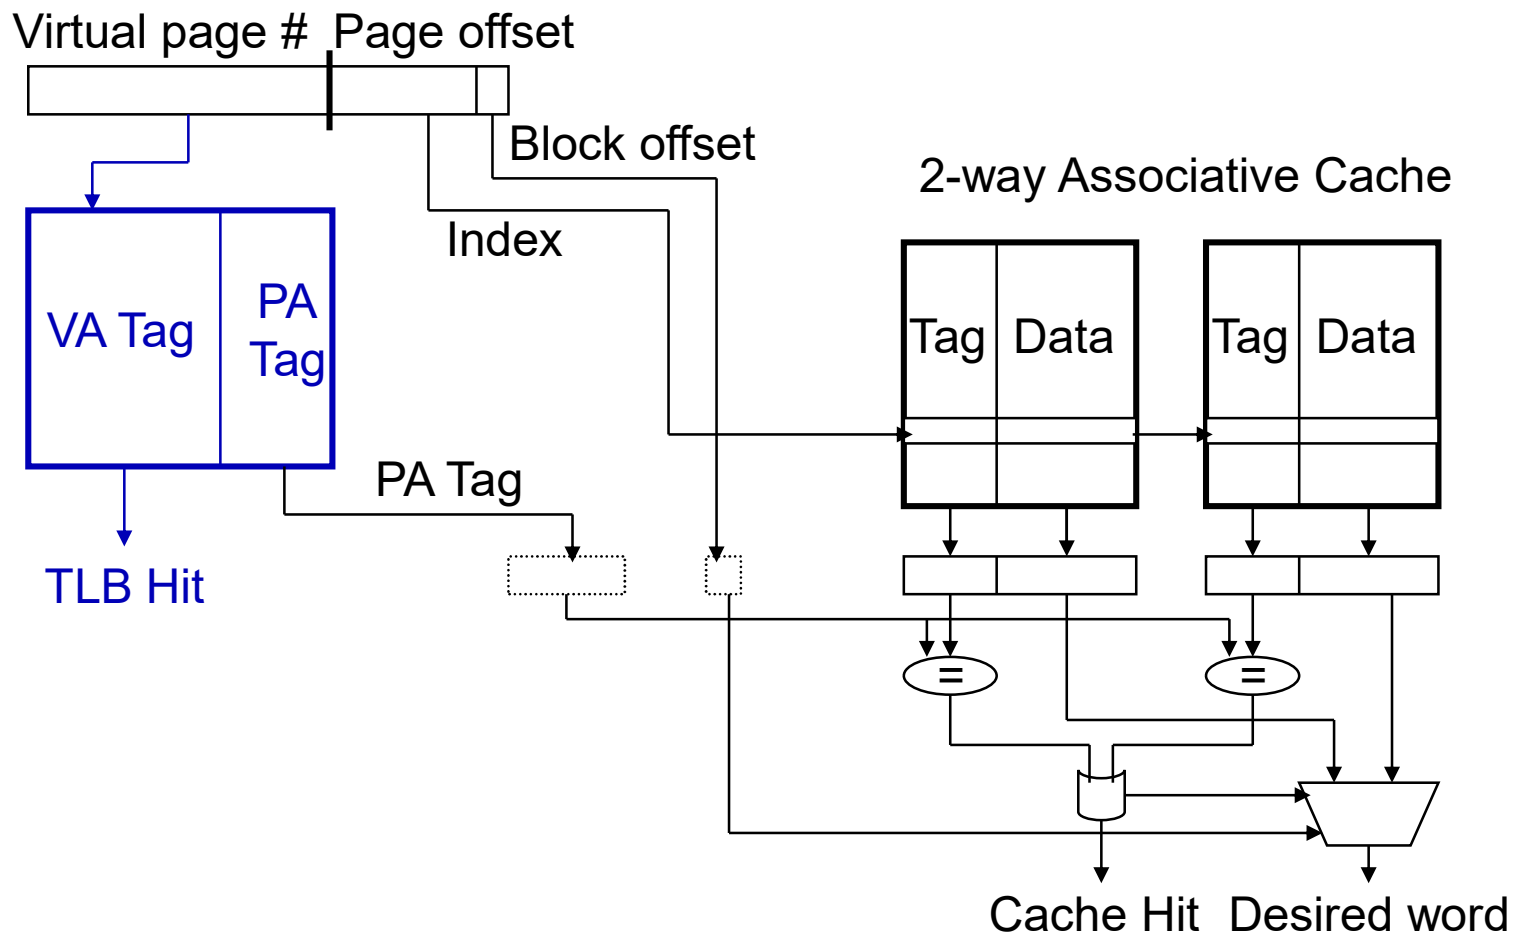 Virtual page # Page offset
Block offset
2-way Associative Cache
Index
VA Tag
PA
Tag
Tag Data
Tag Data
PA Tag
TLB Hit
=
=
Cache Hit
Desired word